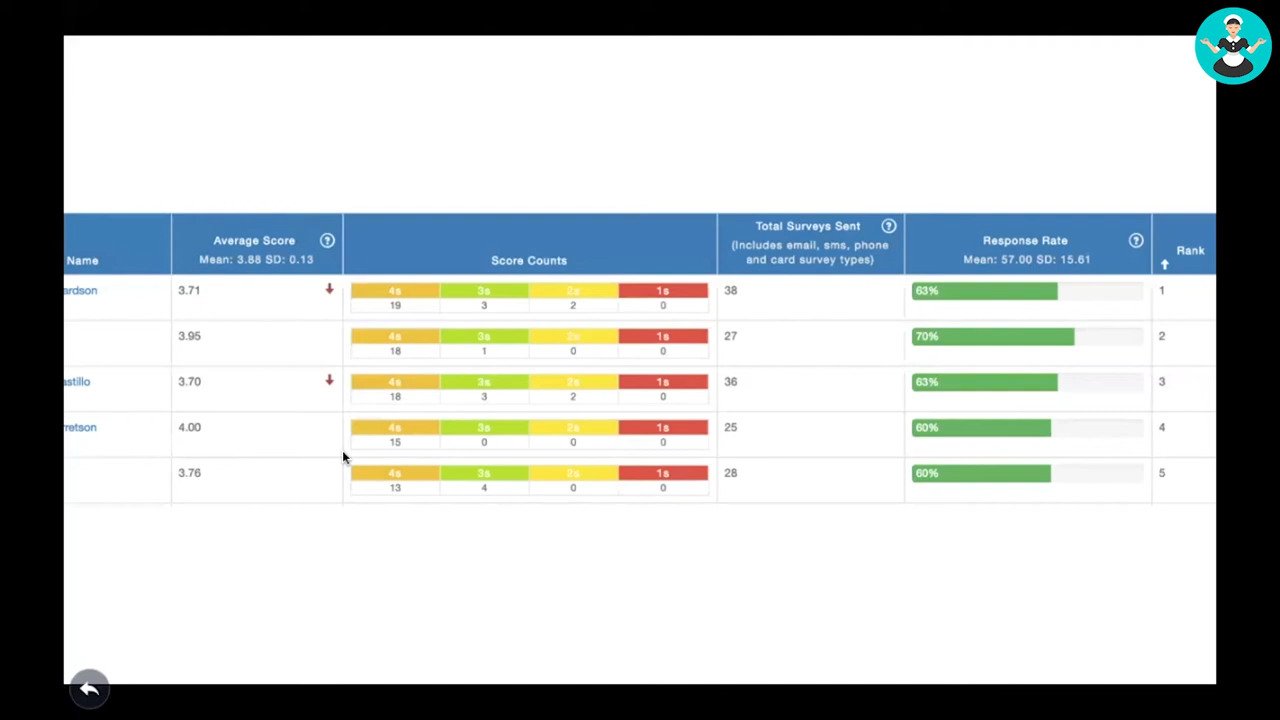 Name
Average Score
Mean: 3.88 SD: 0.13
Score Counts
Total Surveys Sent
(Includes email, sms, phone
and card survey types)
Response Rate
Mean: 57.00 SD: 15.61
Rank
ardson 3.71 4s 3s 2s 1s 38 63% 1
19 3 2 0
3.95 4s 3s 2s 1s 27 70% 2
18 1 0 0
astillo 3.70 4s 3s 2s 1s 36 63% 3
18 3 2 0
rretson 4.00 4s 3s 2s 1s 25 60% 4
15 0 0 0
3.76 4s 3s 2s 1s 28 60% 5
13 4 0 0